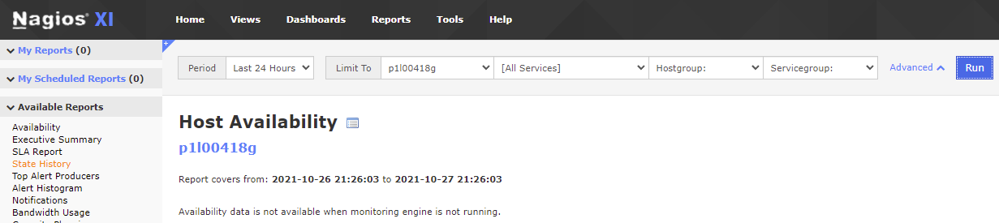 Nagios® XI Home Views Dashboards Reports Tools Help
My Reports (0)
Period Last 24 Hours Limit To p1l00418g [All Services] Hostgroup: Servicegroup: Advanced Run
My Scheduled Reports (0)
Available Reports
Availability
Executive Summary
SLA Report
State History
Top Alert Producers
Alert Histogram
Notifications
Bandwidth Usage
Host Availability
p1l00418g
Report covers from: 2021-10-26 21:26:03 to 2021-10-27 21:26:03
Availability data is not available when monitoring engine is not running.